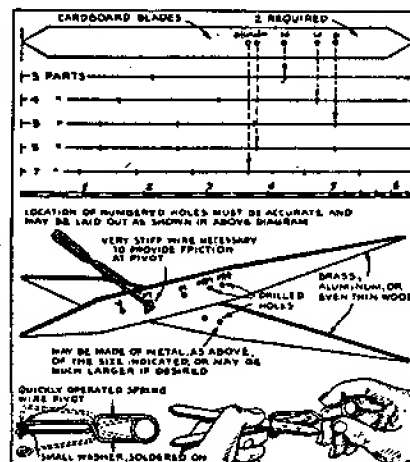 CARDBOARD BLADES 2 REQUIRED
3 PARTS
4 "
5 "
6 "
7 "
1 2 3 4 5 6
LOCATION OF NUMBERED HOLES MUST BE ACCURATE AND
MAY BE LAID OUT AS SHOWN IN ABOVE DIAGRAM
VERY STIFF WIRE NECESSARY
TO PROVIDE FRICTION
AT PIVOT
BRASS,
ALUMINUM, OR
EVEN THIN WOOD
DRILLED
HOLES
MAY BE MADE OF METAL, AS ABOVE,
OF THE SIZE INDICATED, OR MAY BE
MUCH LARGER IF DESIRED
QUICKLY OPERATED SPRING
WIRE PIVOT
SMALL WASHER, SOLDERED ON